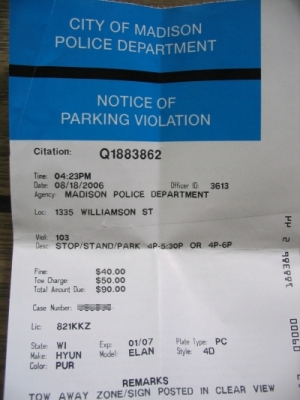 CITY OF MADISON
POLICE DEPARTMENT
NOTICE OF
PARKING VIOLATION
Citation: Q1883862
Time: 04:23PM
Date: 08/18/2006 Officer ID: 3613
Agency: MADISON POLICE DEPARTMENT
Loc: 1335 WILLIAMSON ST
Viol: 103
Desc: STOP/STAND/PARK 4P-5:30P OR 4P-6P
Fine: $40.00
Tow Charge: $50.00
Total Amount Due: $90.00
Case Number:
Lic: 821KKZ
State: WI Exp: 01/07 Plate Type: PC
Make: HYUN Model: ELAN Style: 4D
Color: PUR
REMARKS
TOW AWAY ZONE/SIGN POSTED IN CLEAR VIEW